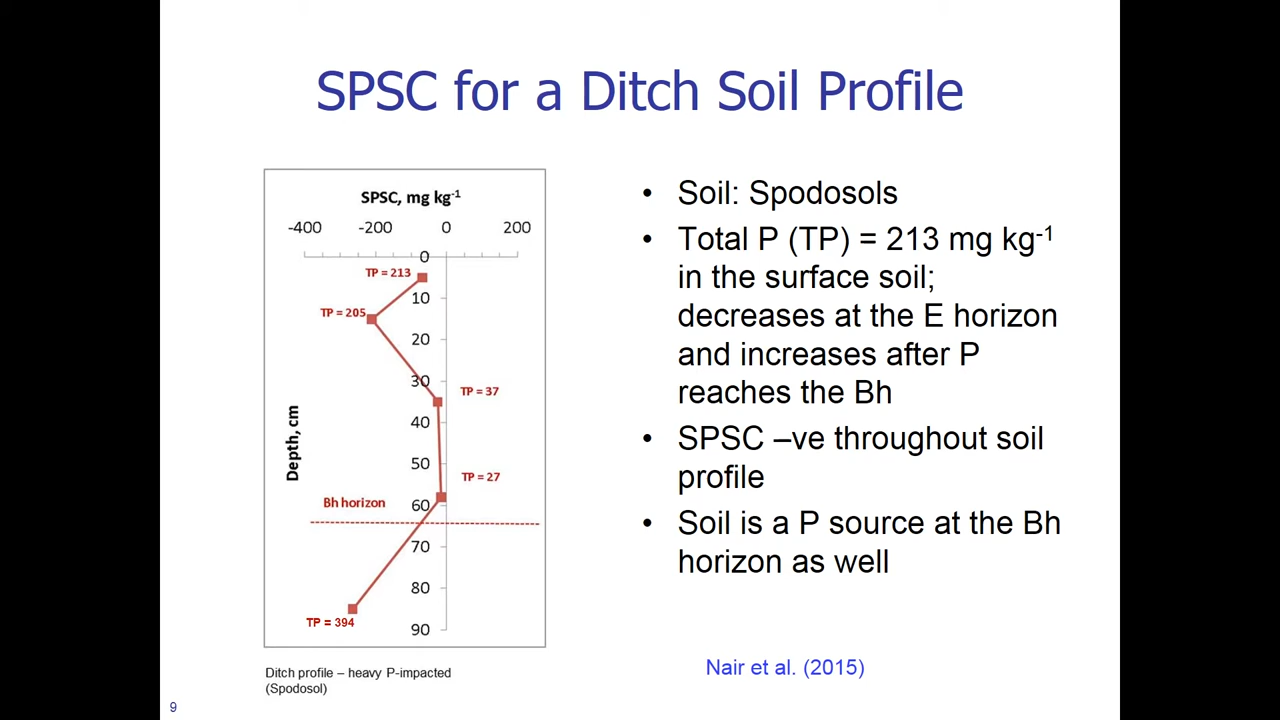 SPSC for a Ditch Soil Profile
SPSC, mg kg-1
-400 -200 0 200
0
TP = 213
10
TP = 205
20
30
TP = 37
40
Depth, cm
50
TP = 27
Bh horizon
60
70
80
TP = 394
90
Ditch profile – heavy P-impacted
(Spodosol)
• Soil: Spodosols
• Total P (TP) = 213 mg kg-1
in the surface soil;
decreases at the E horizon
and increases after P
reaches the Bh
• SPSC –ve throughout soil
profile
• Soil is a P source at the Bh
horizon as well
Nair et al. (2015)
9